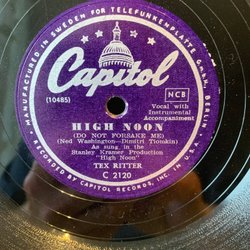 MANUFACTURED IN SWEDEN FOR TELEFUNKENPLATTE G.m.b.H. BERLIN
Capitol
(10485)
NCB
Vocal with
Instrumental
Accompaniment
HIGH NOON
(DO NOT FORSAKE ME)
(Ned Washington–Dimitri Tiomkin)
As sung in the
Stanley Kramer Production
"High Noon"
TEX RITTER
C 2120
RECORDED BY CAPITOL RECORDS, INC. IN U.S.A.